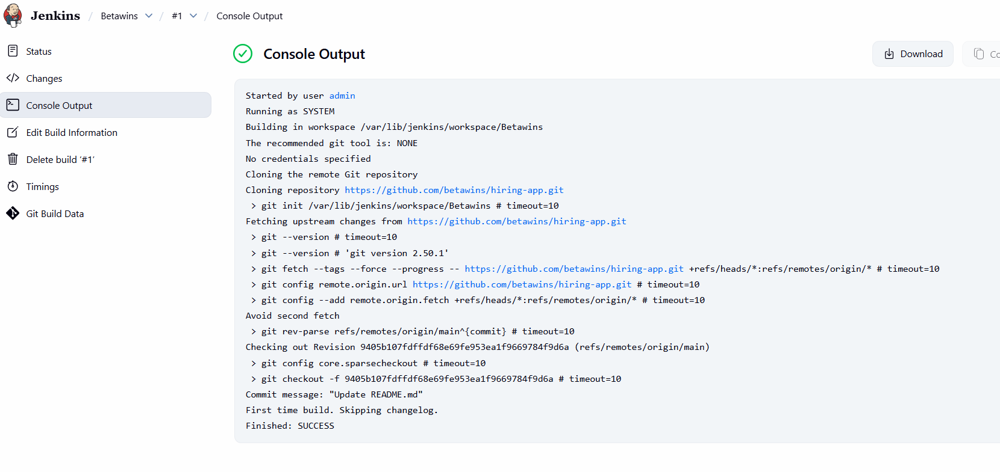 Jenkins / Betawins / #1 / Console Output
Status
Changes
Console Output
Edit Build Information
Delete build ‘#1’
Timings
Git Build Data
Console Output
Download
Started by user admin
Running as SYSTEM
Building in workspace /var/lib/jenkins/workspace/Betawins
The recommended git tool is: NONE
No credentials specified
Cloning the remote Git repository
Cloning repository https://github.com/betawins/hiring-app.git
> git init /var/lib/jenkins/workspace/Betawins # timeout=10
Fetching upstream changes from https://github.com/betawins/hiring-app.git
> git --version # timeout=10
> git --version # 'git version 2.50.1'
> git fetch --tags --force --progress -- https://github.com/betawins/hiring-app.git +refs/heads/*:refs/remotes/origin/* # timeout=10
> git config remote.origin.url https://github.com/betawins/hiring-app.git # timeout=10
> git config --add remote.origin.fetch +refs/heads/*:refs/remotes/origin/* # timeout=10
Avoid second fetch
> git rev-parse refs/remotes/origin/main^{commit} # timeout=10
Checking out Revision 9405b107fdffdf68e69fe953ea1f9669784f9d6a (refs/remotes/origin/main)
> git config core.sparsecheckout # timeout=10
> git checkout -f 9405b107fdffdf68e69fe953ea1f9669784f9d6a # timeout=10
Commit message: "Update README.md"
First time build. Skipping changelog.
Finished: SUCCESS